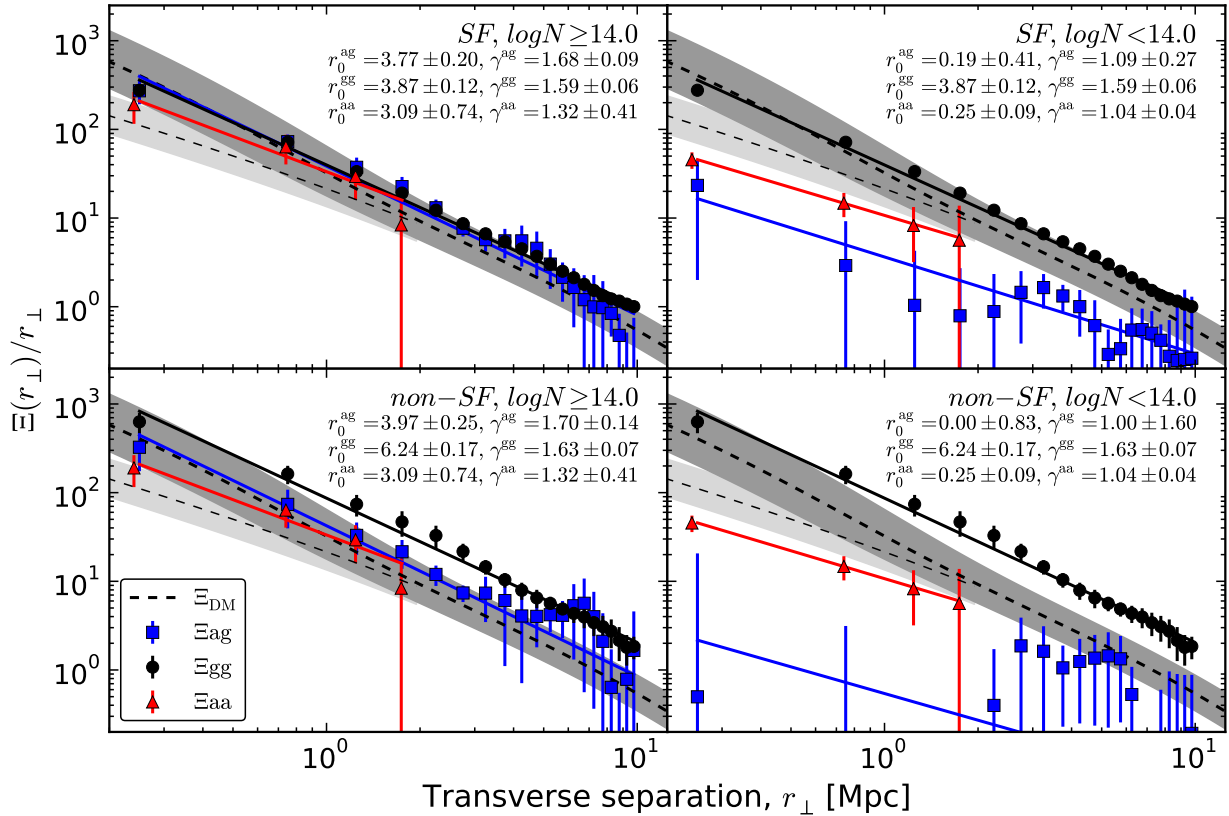 SF, logN ≥14.0
r₀ᵃᵍ =3.77±0.20, γᵃᵍ =1.68±0.09
r₀ᵍᵍ =3.87±0.12, γᵍᵍ =1.59±0.06
r₀ᵃᵃ =3.09±0.74, γᵃᵃ =1.32±0.41
SF, logN <14.0
r₀ᵃᵍ =0.19±0.41, γᵃᵍ =1.09±0.27
r₀ᵍᵍ =3.87±0.12, γᵍᵍ =1.59±0.06
r₀ᵃᵃ =0.25±0.09, γᵃᵃ =1.04±0.04
10³
10²
10¹
10⁰
Ξ(r⊥)/r⊥
non−SF, logN ≥14.0
r₀ᵃᵍ =3.97±0.25, γᵃᵍ =1.70±0.14
r₀ᵍᵍ =6.24±0.17, γᵍᵍ =1.63±0.07
r₀ᵃᵃ =3.09±0.74, γᵃᵃ =1.32±0.41
non−SF, logN <14.0
r₀ᵃᵍ =0.00±0.83, γᵃᵍ =1.00±1.60
r₀ᵍᵍ =6.24±0.17, γᵍᵍ =1.63±0.07
r₀ᵃᵃ =0.25±0.09, γᵃᵃ =1.04±0.04
10³
10²
10¹
10⁰
Ξ_DM
Ξag
Ξgg
Ξaa
10⁰ 10¹ 10⁰ 10¹
Transverse separation, r⊥ [Mpc]